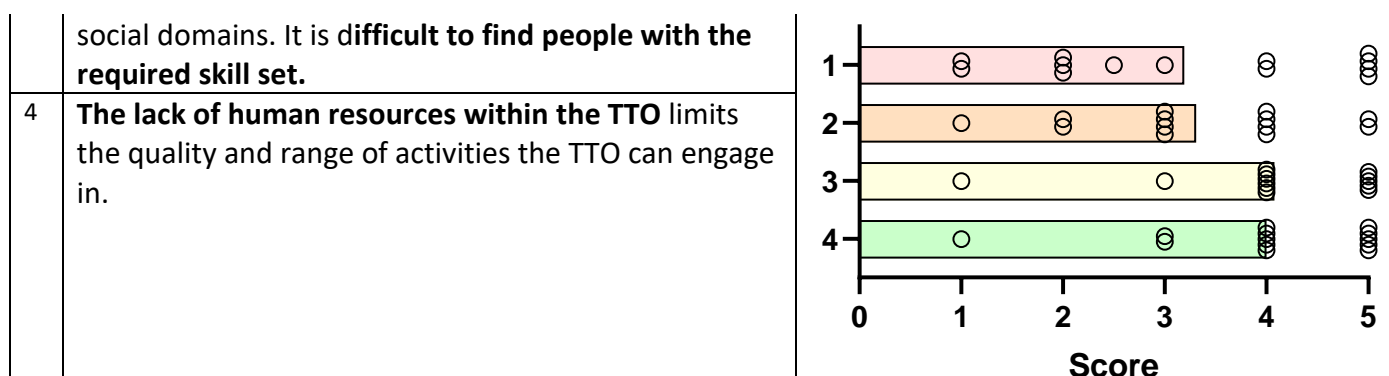 social domains. It is difficult to find people with the
required skill set.
4 The lack of human resources within the TTO limits
the quality and range of activities the TTO can engage
in.
1
2
3
4
0 1 2 3 4 5
Score